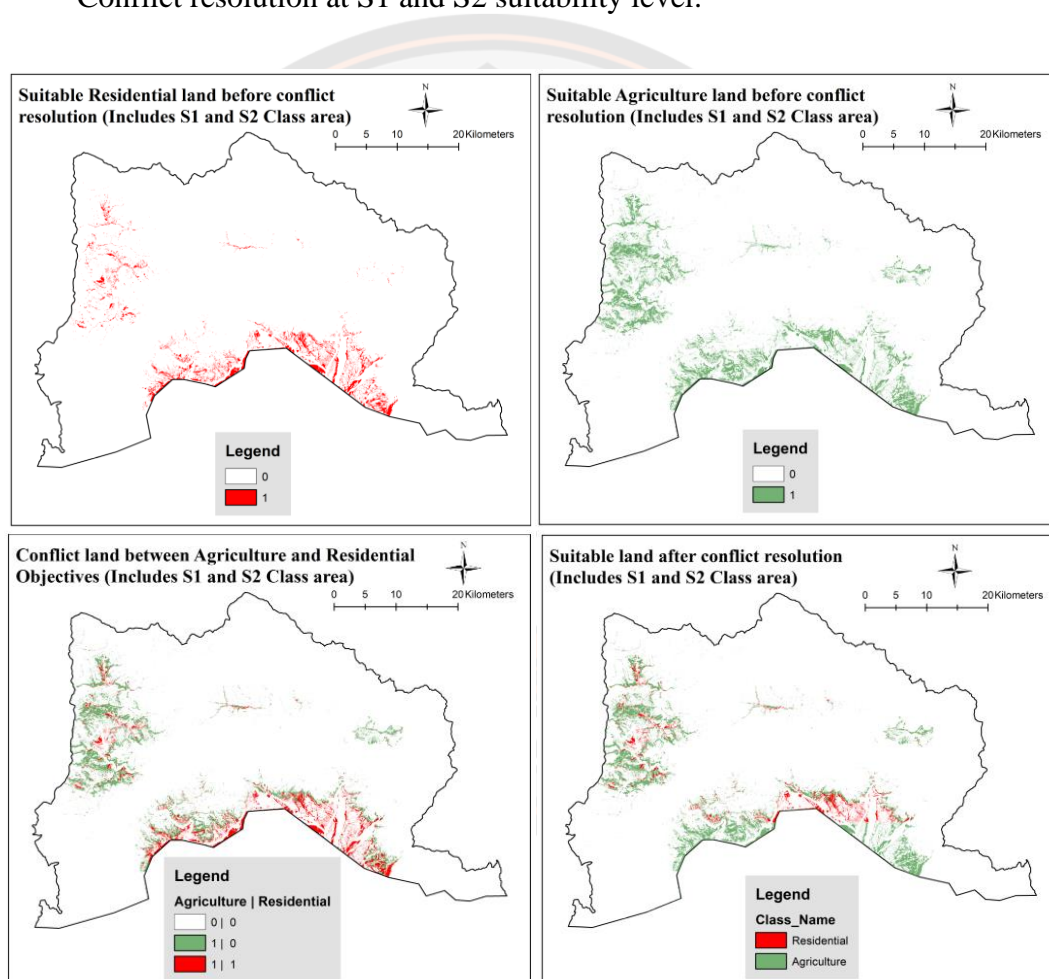 Conflict resolution at S1 and S2 suitability level.
Suitable Residential land before conflict
resolution (Includes S1 and S2 Class area)
N
0 5 10 20 Kilometers
Legend
0
1
Suitable Agriculture land before conflict
resolution (Includes S1 and S2 Class area)
N
0 5 10 20 Kilometers
Legend
0
1
Conflict land between Agriculture and Residential
Objectives (Includes S1 and S2 Class area)
N
0 5 10 20 Kilometers
Legend
Agriculture | Residential
0 | 0
1 | 0
1 | 1
Suitable land after conflict resolution
(Includes S1 and S2 Class area)
N
0 5 10 20 Kilometers
Legend
Class_Name
Residential
Agriculture